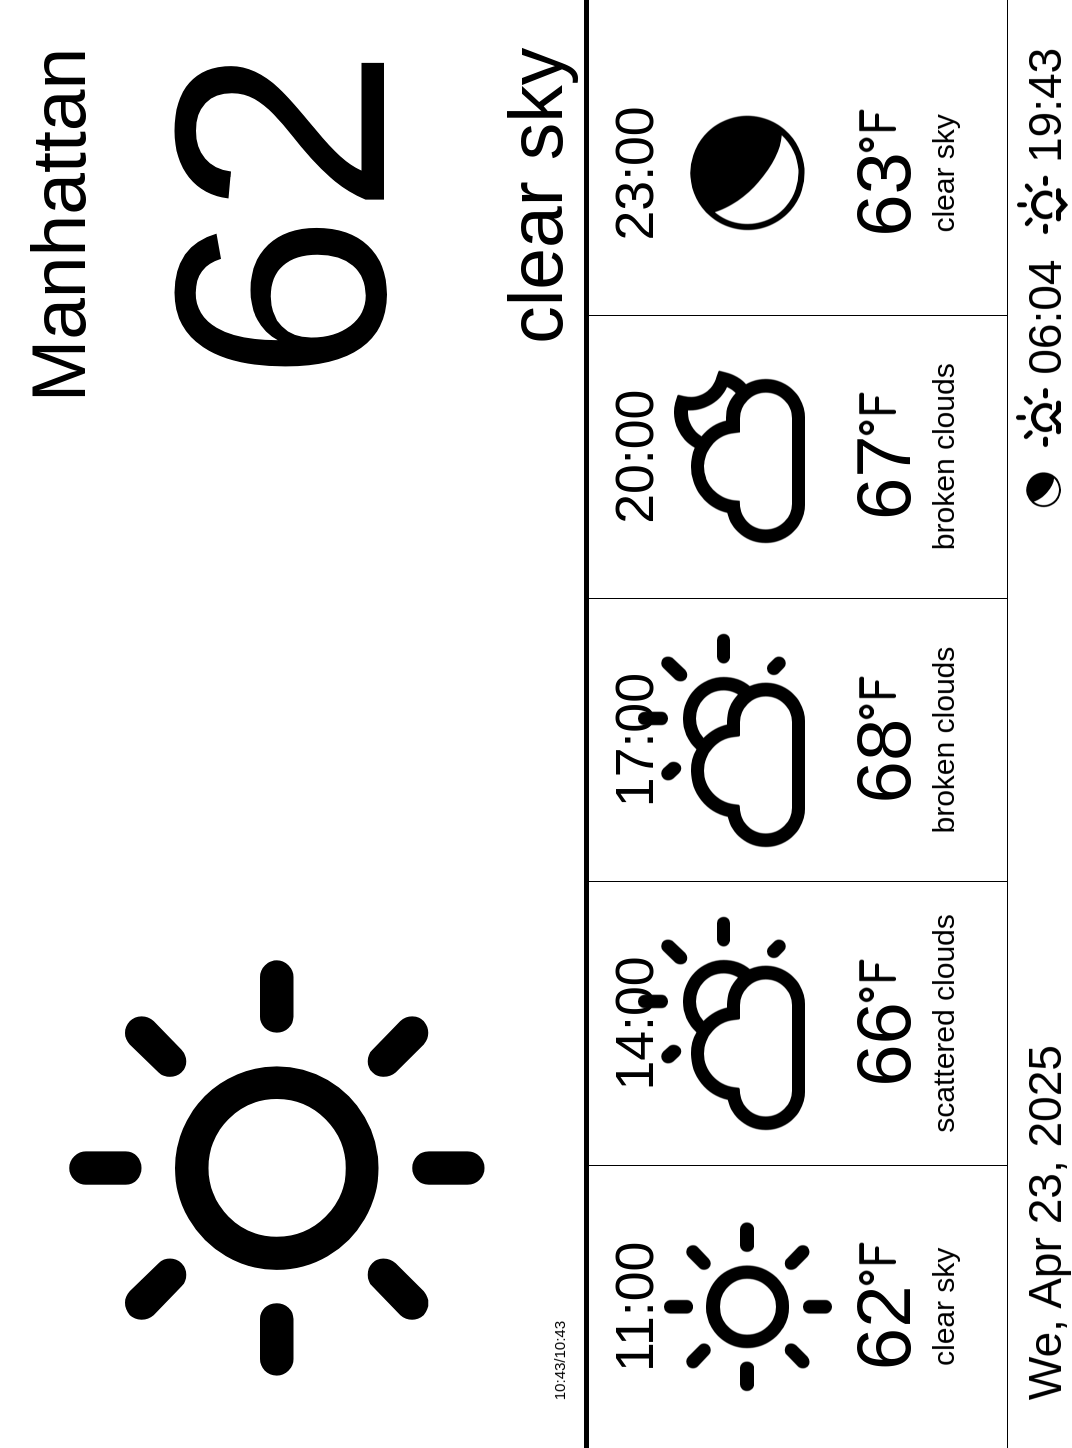 Manhattan
62
clear sky
10:43/10:43
11:00
62°F
clear sky
14:00
66°F
scattered clouds
17:00
68°F
broken clouds
20:00
67°F
broken clouds
23:00
63°F
clear sky
We, Apr 23, 2025
06:04 19:43